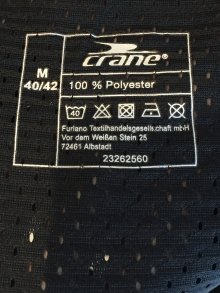 crane®
M
40/42
100 % Polyester
40
Furlano Textilhandelsgesellschaft mbH
Vor dem Weißen Stein 25
72461 Albstadt
23262560